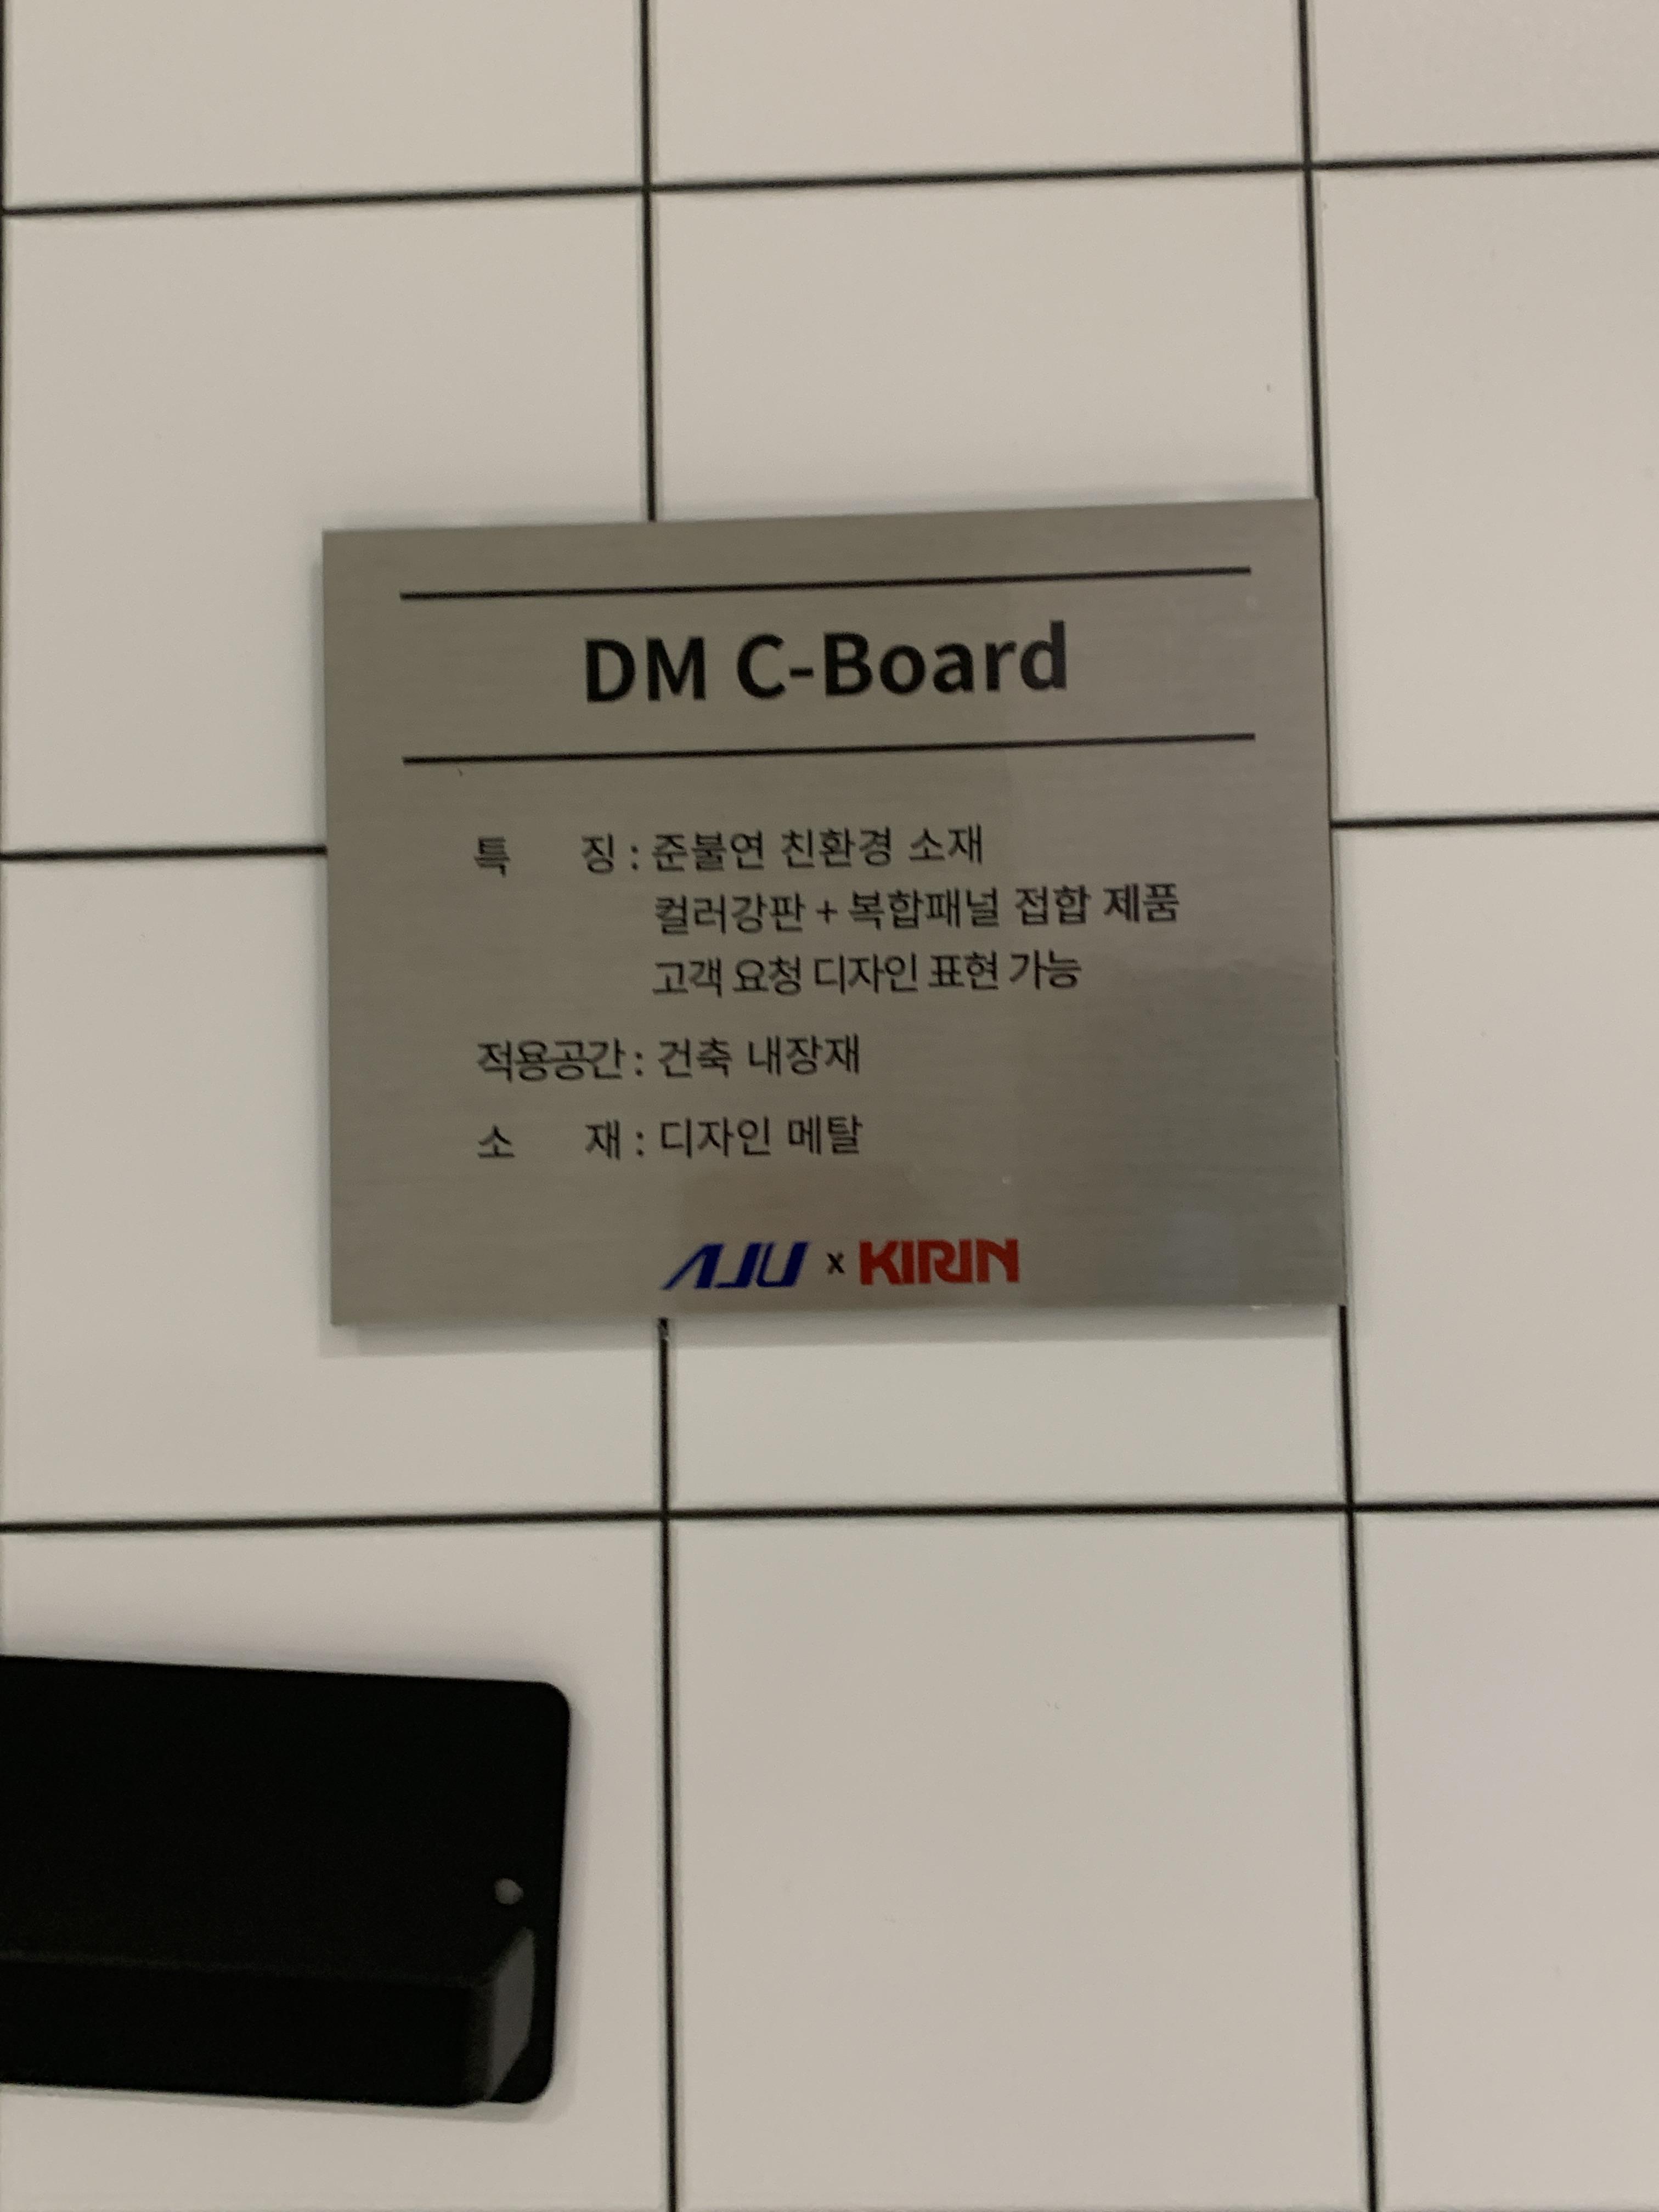 DM C-Board
특 징 : 준불연 친환경 소재
컬러강판 + 복합패널 접합 제품
고객 요청 디자인 표현 가능
적용공간 : 건축 내장재
소 재 : 디자인 메탈
AJU x KIRIN